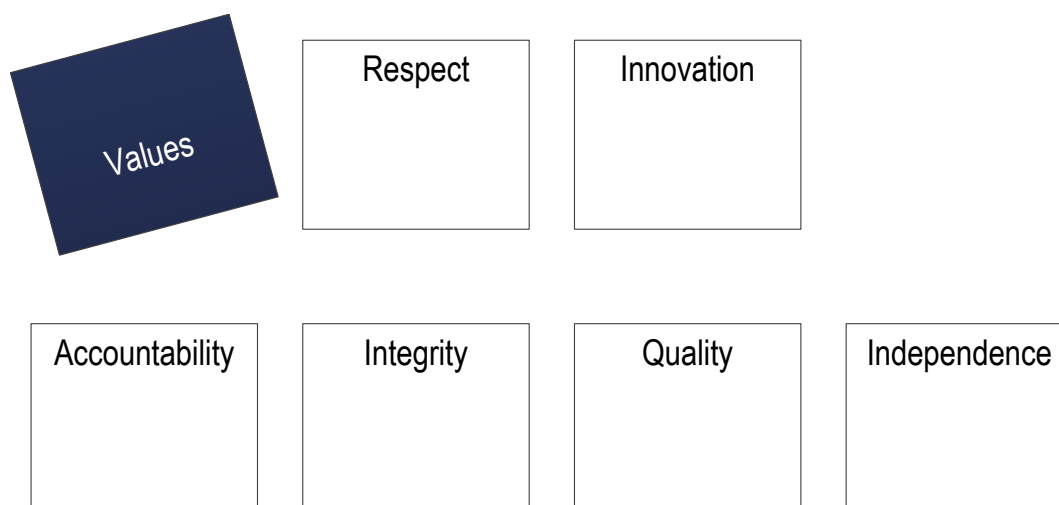 Values
Respect
Innovation
Accountability
Integrity
Quality
Independence